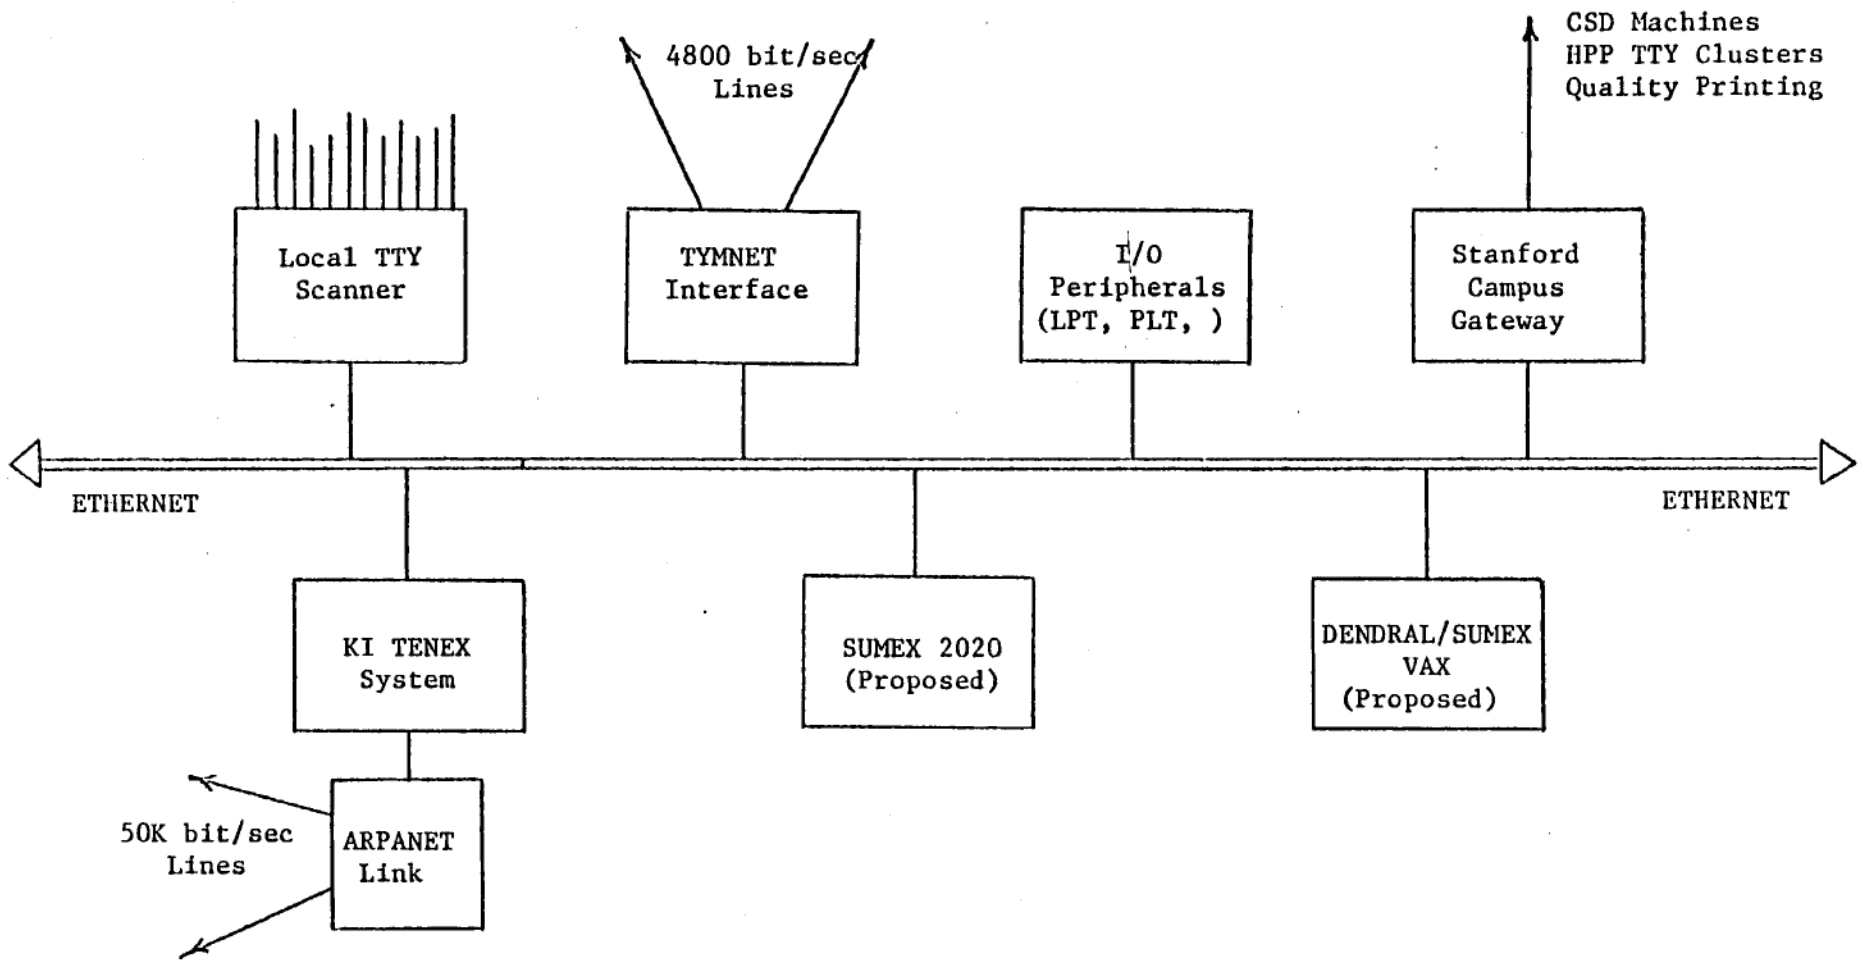 CSD Machines
HPP TTY Clusters
Quality Printing
4800 bit/sec
Lines
Local TTY
Scanner
TYMNET
Interface
I/O
Peripherals
(LPT, PLT, )
Stanford
Campus
Gateway
ETHERNET
ETHERNET
KI TENEX
System
SUMEX 2020
(Proposed)
DENDRAL/SUMEX
VAX
(Proposed)
50K bit/sec
Lines
ARPANET
Link